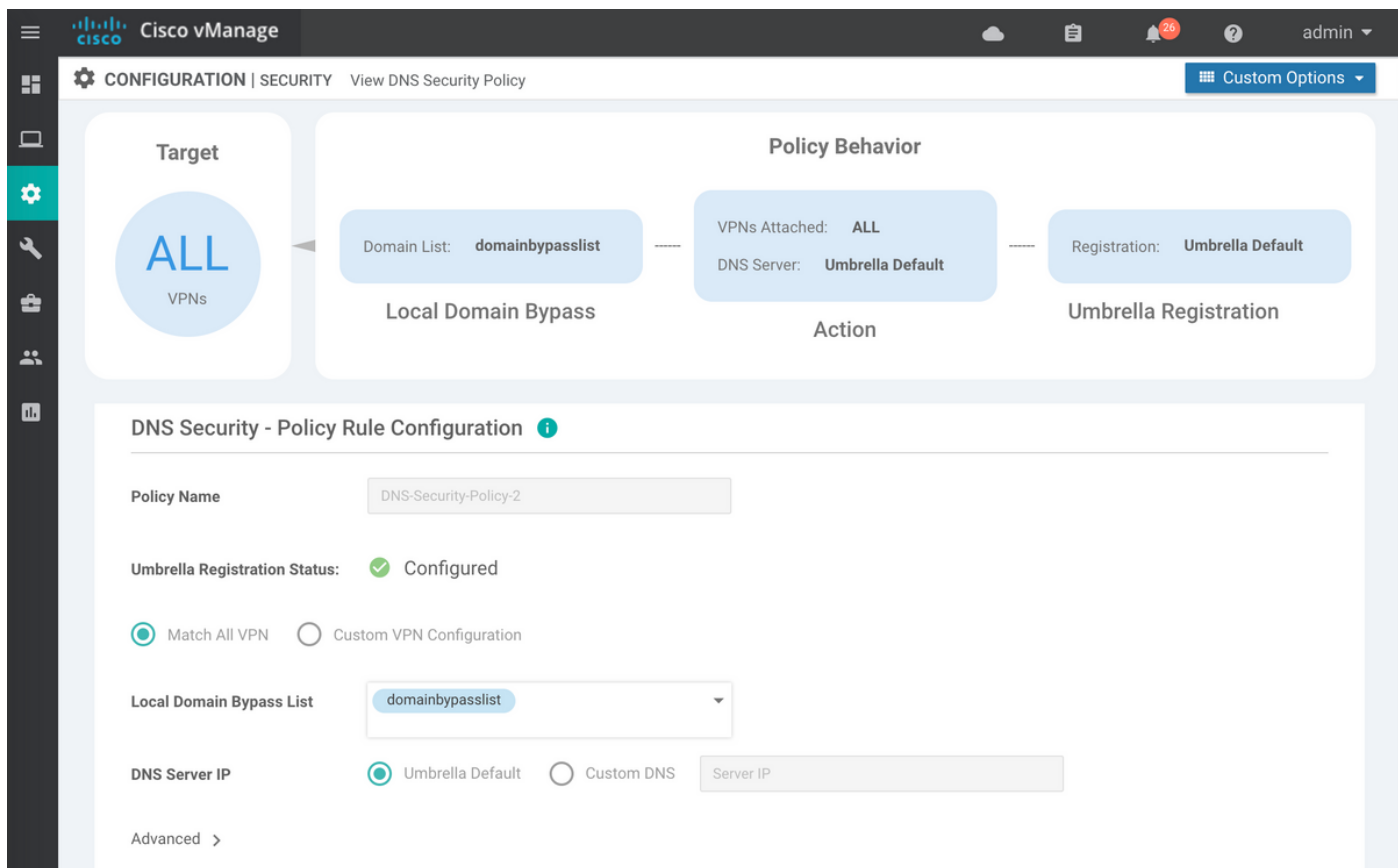 cisco
Cisco vManage
26
?
admin
CONFIGURATION | SECURITY View DNS Security Policy
Custom Options
Target
ALL
VPNs
Policy Behavior
Domain List: domainbypasslist
Local Domain Bypass
VPNs Attached: ALL
DNS Server: Umbrella Default
Action
Registration: Umbrella Default
Umbrella Registration
DNS Security - Policy Rule Configuration i
Policy Name DNS-Security-Policy-2
Umbrella Registration Status: Configured
Match All VPN Custom VPN Configuration
Local Domain Bypass List domainbypasslist
DNS Server IP Umbrella Default Custom DNS Server IP
Advanced >